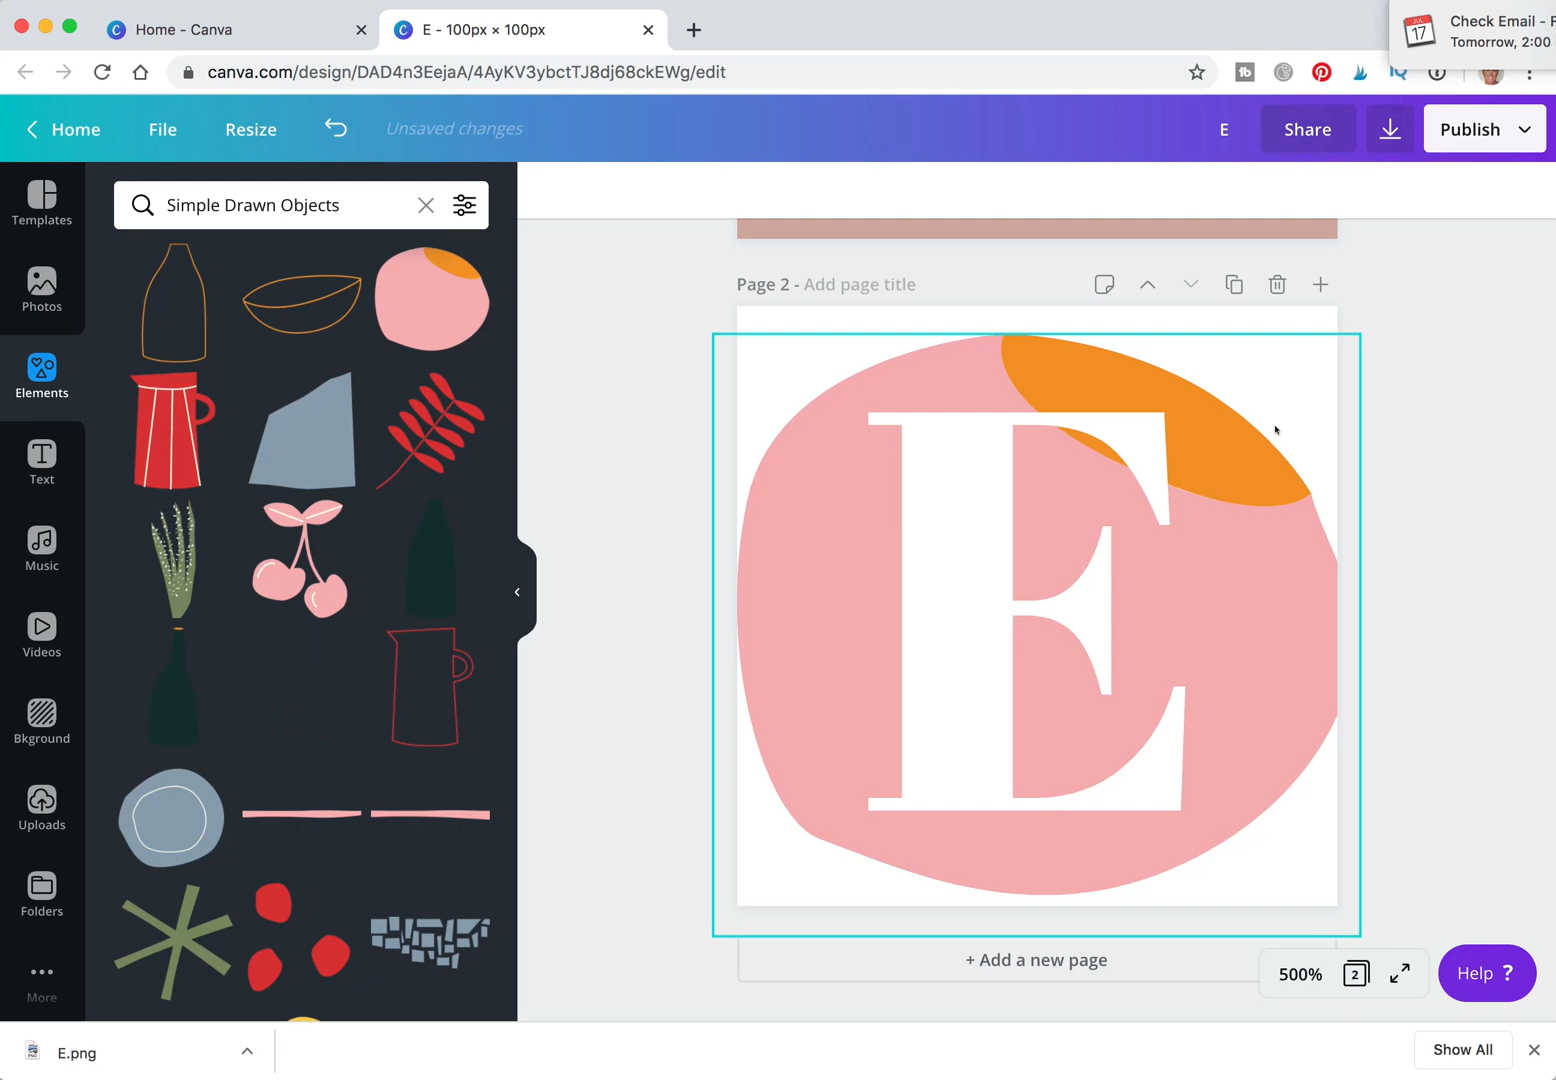 Home - Canva
E - 100px × 100px
JUL
17
Check Email - F
Tomorrow, 2:00
canva.com/design/DAD4n3EejaA/4AyKV3ybctTJ8dj68ckEWg/edit
Home
File
Resize
Unsaved changes
E
Share
Publish
Templates
Photos
Elements
Text
Music
Videos
Bkground
Uploads
Folders
More
Simple Drawn Objects
Page 2 - Add page title
E
+ Add a new page
500%
2
Help ?
E.png
Show All